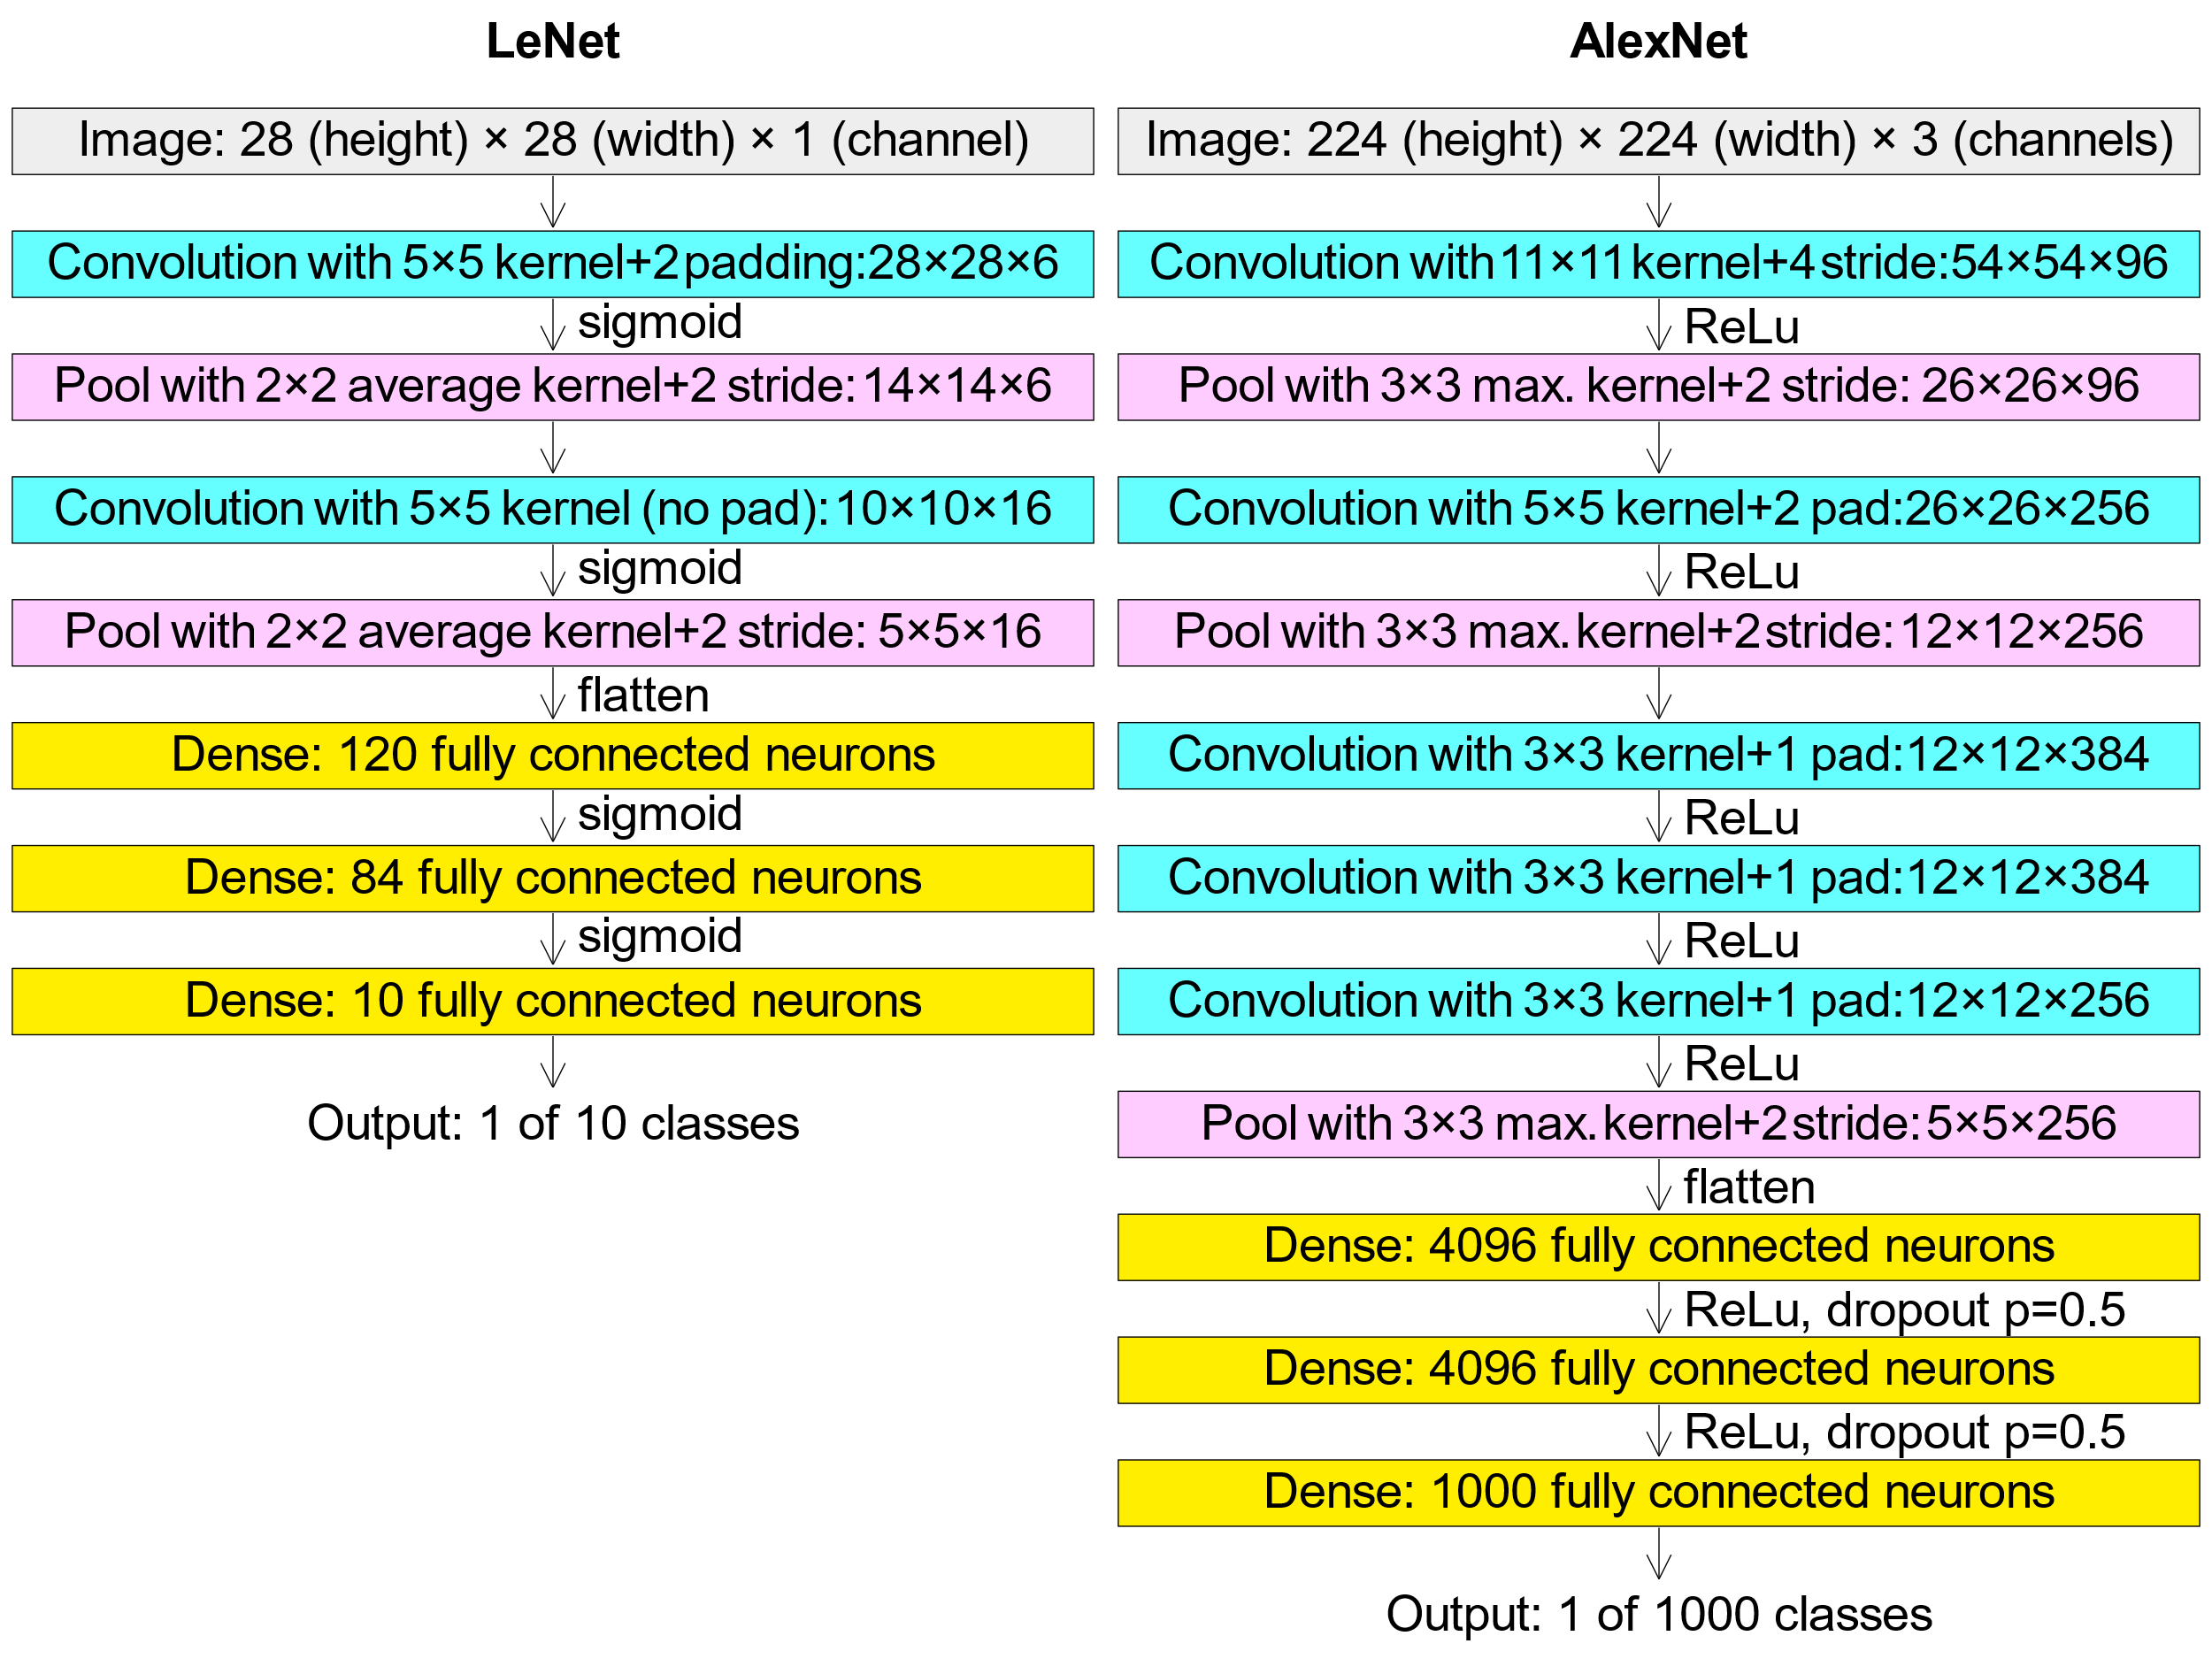 LeNet
Image: 28 (height) × 28 (width) × 1 (channel)
Convolution with 5×5 kernel+2padding:28×28×6
sigmoid
Pool with 2×2 average kernel+2 stride:14×14×6
Convolution with 5×5 kernel (no pad):10×10×16
sigmoid
Pool with 2×2 average kernel+2 stride: 5×5×16
flatten
Dense: 120 fully connected neurons
sigmoid
Dense: 84 fully connected neurons
sigmoid
Dense: 10 fully connected neurons
Output: 1 of 10 classes
AlexNet
Image: 224 (height) × 224 (width) × 3 (channels)
Convolution with 11×11 kernel+4 stride:54×54×96
ReLu
Pool with 3×3 max. kernel+2 stride: 26×26×96
Convolution with 5×5 kernel+2 pad:26×26×256
ReLu
Pool with 3×3 max.kernel+2stride:12×12×256
Convolution with 3×3 kernel+1 pad:12×12×384
ReLu
Convolution with 3×3 kernel+1 pad:12×12×384
ReLu
Convolution with 3×3 kernel+1 pad:12×12×256
ReLu
Pool with 3×3 max.kernel+2stride:5×5×256
flatten
Dense: 4096 fully connected neurons
ReLu, dropout p=0.5
Dense: 4096 fully connected neurons
ReLu, dropout p=0.5
Dense: 1000 fully connected neurons
Output: 1 of 1000 classes